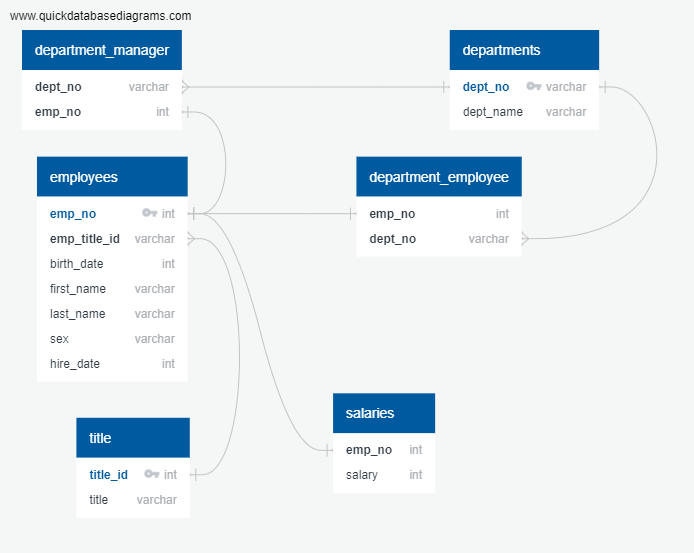 www.quickdatabasediagrams.com
department_manager
dept_no varchar
emp_no int
departments
dept_no varchar
dept_name varchar
employees
emp_no int
emp_title_id varchar
birth_date int
first_name varchar
last_name varchar
sex varchar
hire_date int
department_employee
emp_no int
dept_no varchar
title
title_id int
title varchar
salaries
emp_no int
salary int